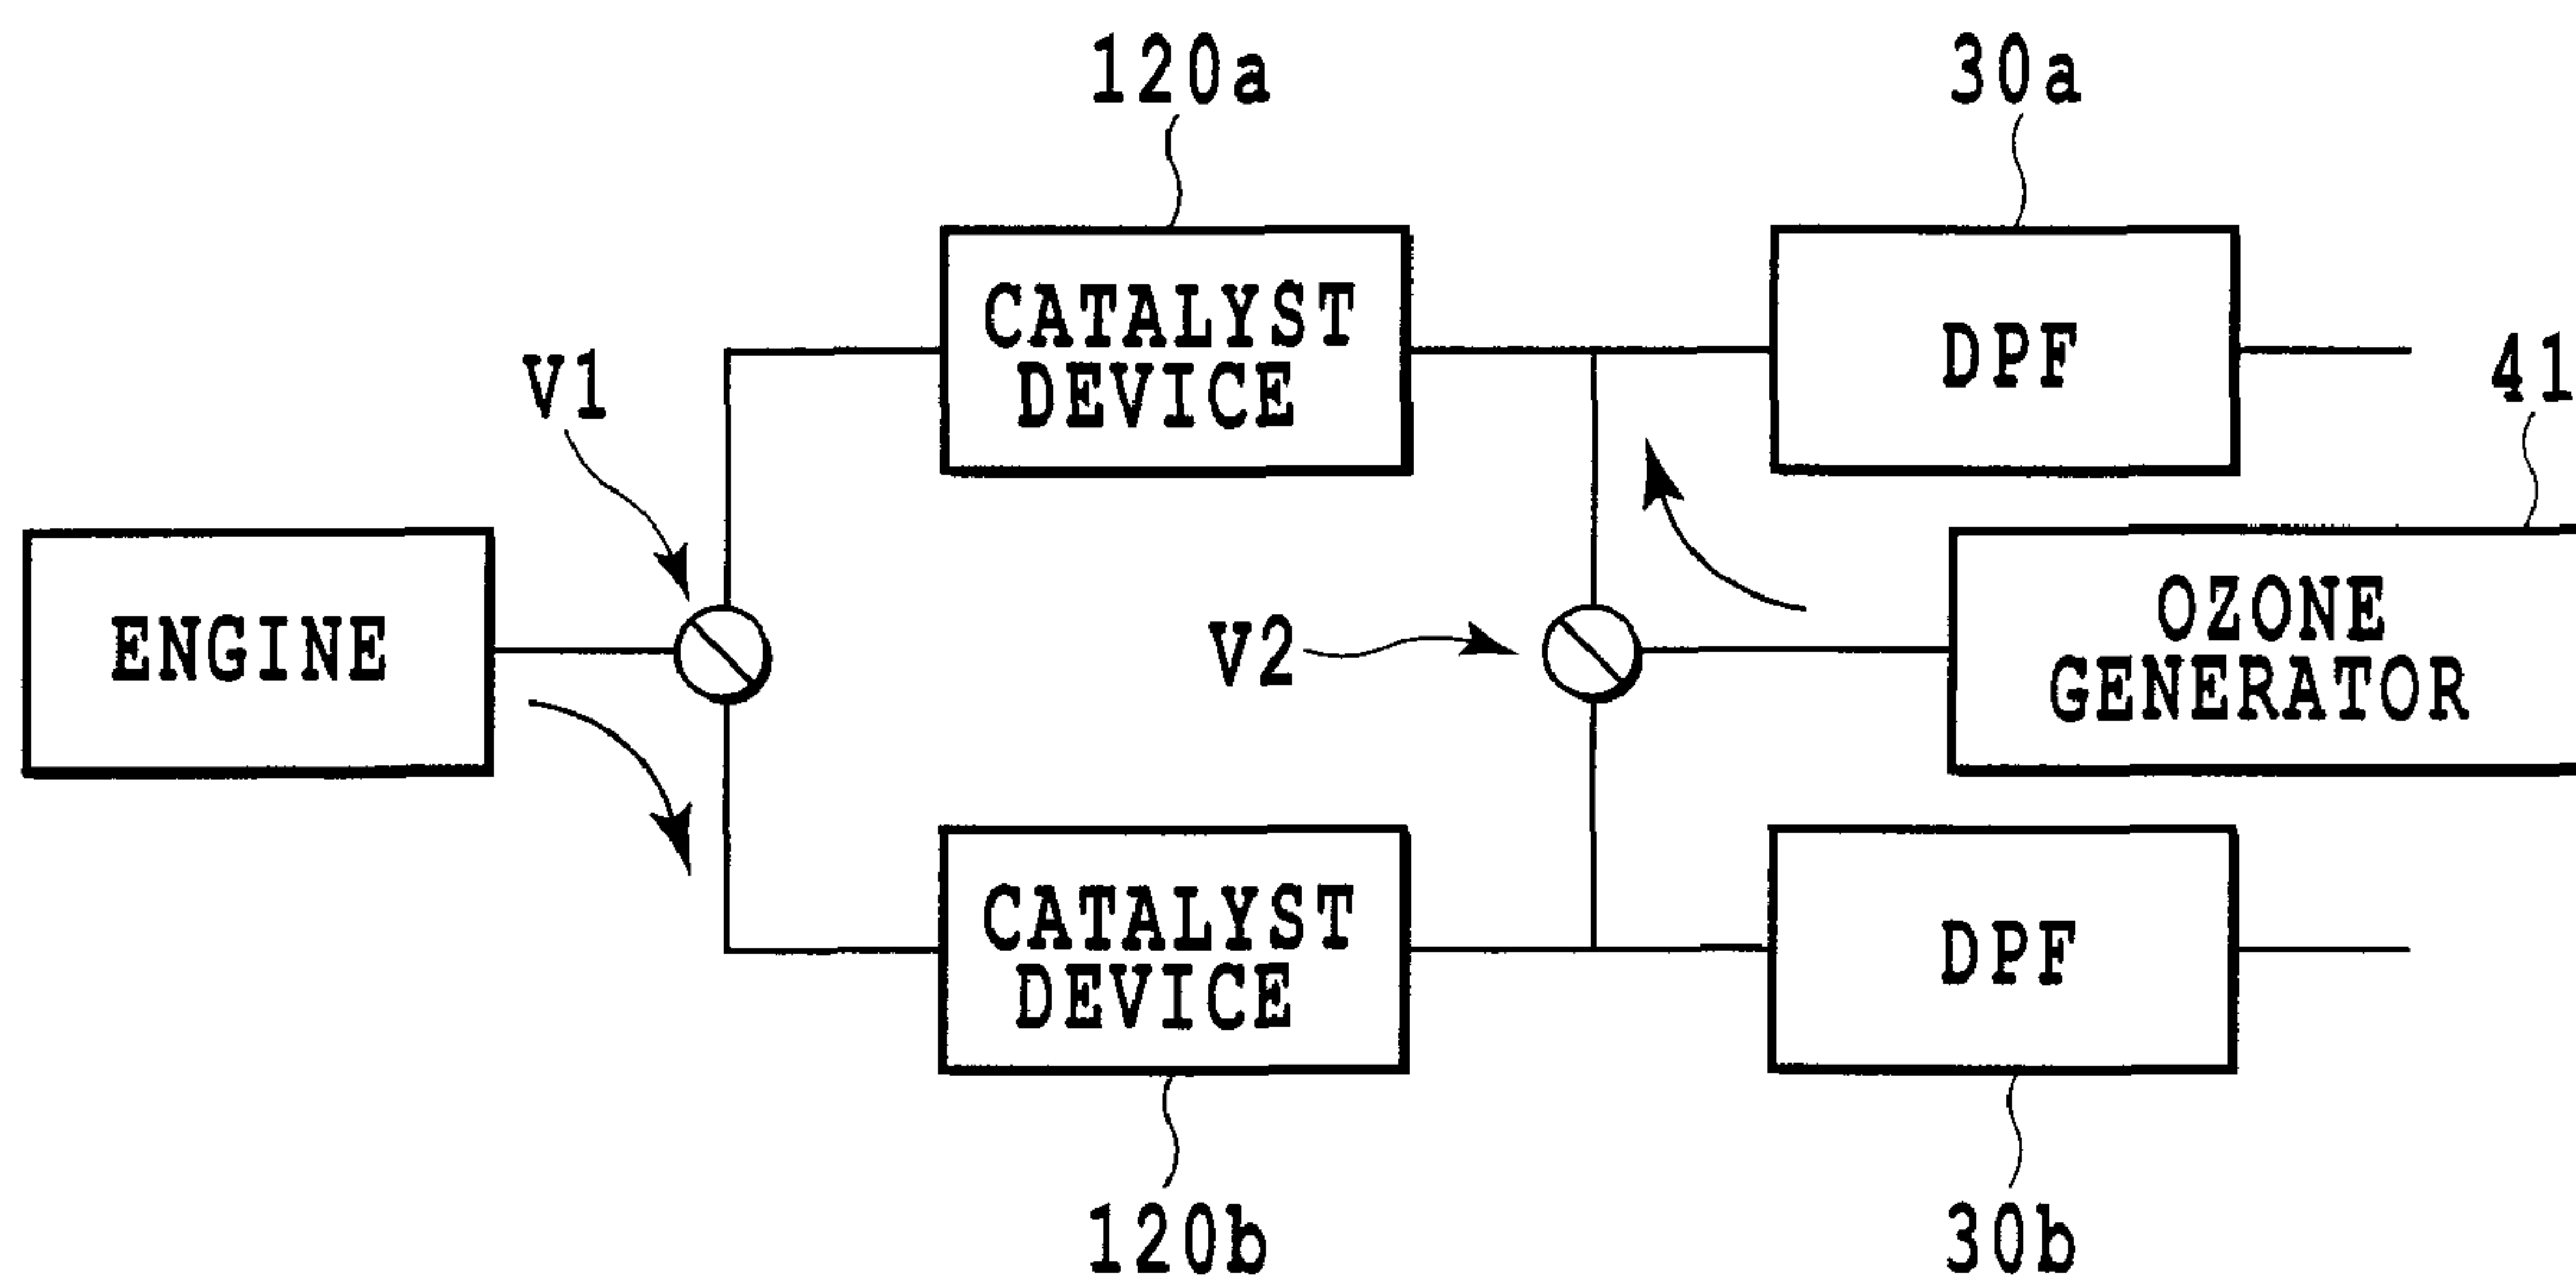 120a
30a
CATALYST
DEVICE
DPF
V1
41
ENGINE
V2
OZONE
GENERATOR
CATALYST
DEVICE
DPF
120b
30b